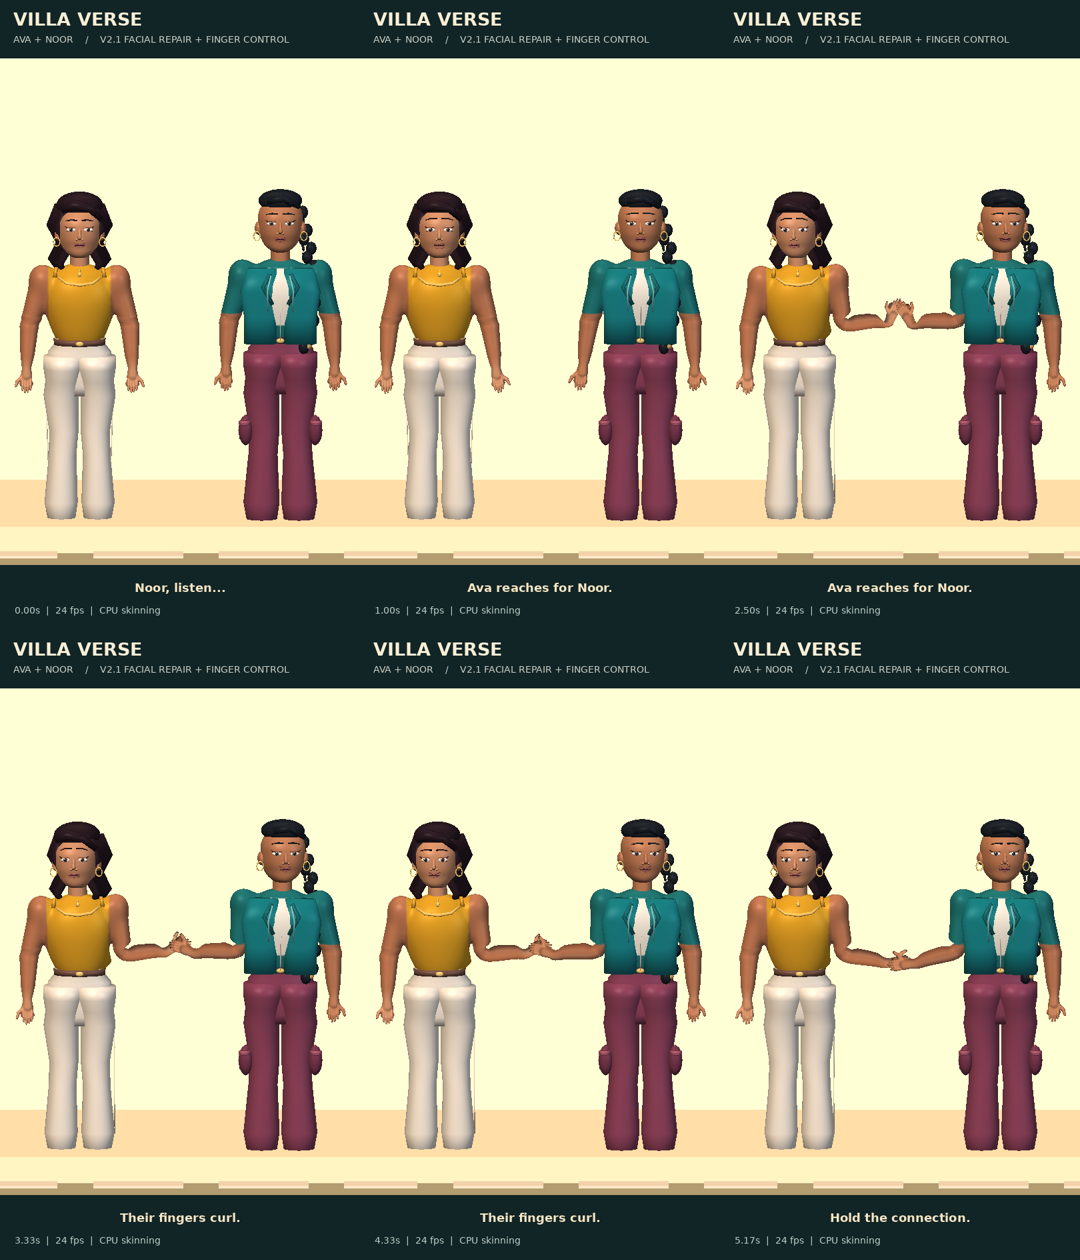 VILLA VERSE
AVA + NOOR / V2.1 FACIAL REPAIR + FINGER CONTROL
Noor, listen...
0.00s | 24 fps | CPU skinning
VILLA VERSE
AVA + NOOR / V2.1 FACIAL REPAIR + FINGER CONTROL
Ava reaches for Noor.
1.00s | 24 fps | CPU skinning
VILLA VERSE
AVA + NOOR / V2.1 FACIAL REPAIR + FINGER CONTROL
Ava reaches for Noor.
2.50s | 24 fps | CPU skinning
VILLA VERSE
AVA + NOOR / V2.1 FACIAL REPAIR + FINGER CONTROL
Their fingers curl.
3.33s | 24 fps | CPU skinning
VILLA VERSE
AVA + NOOR / V2.1 FACIAL REPAIR + FINGER CONTROL
Their fingers curl.
4.33s | 24 fps | CPU skinning
VILLA VERSE
AVA + NOOR / V2.1 FACIAL REPAIR + FINGER CONTROL
Hold the connection.
5.17s | 24 fps | CPU skinning